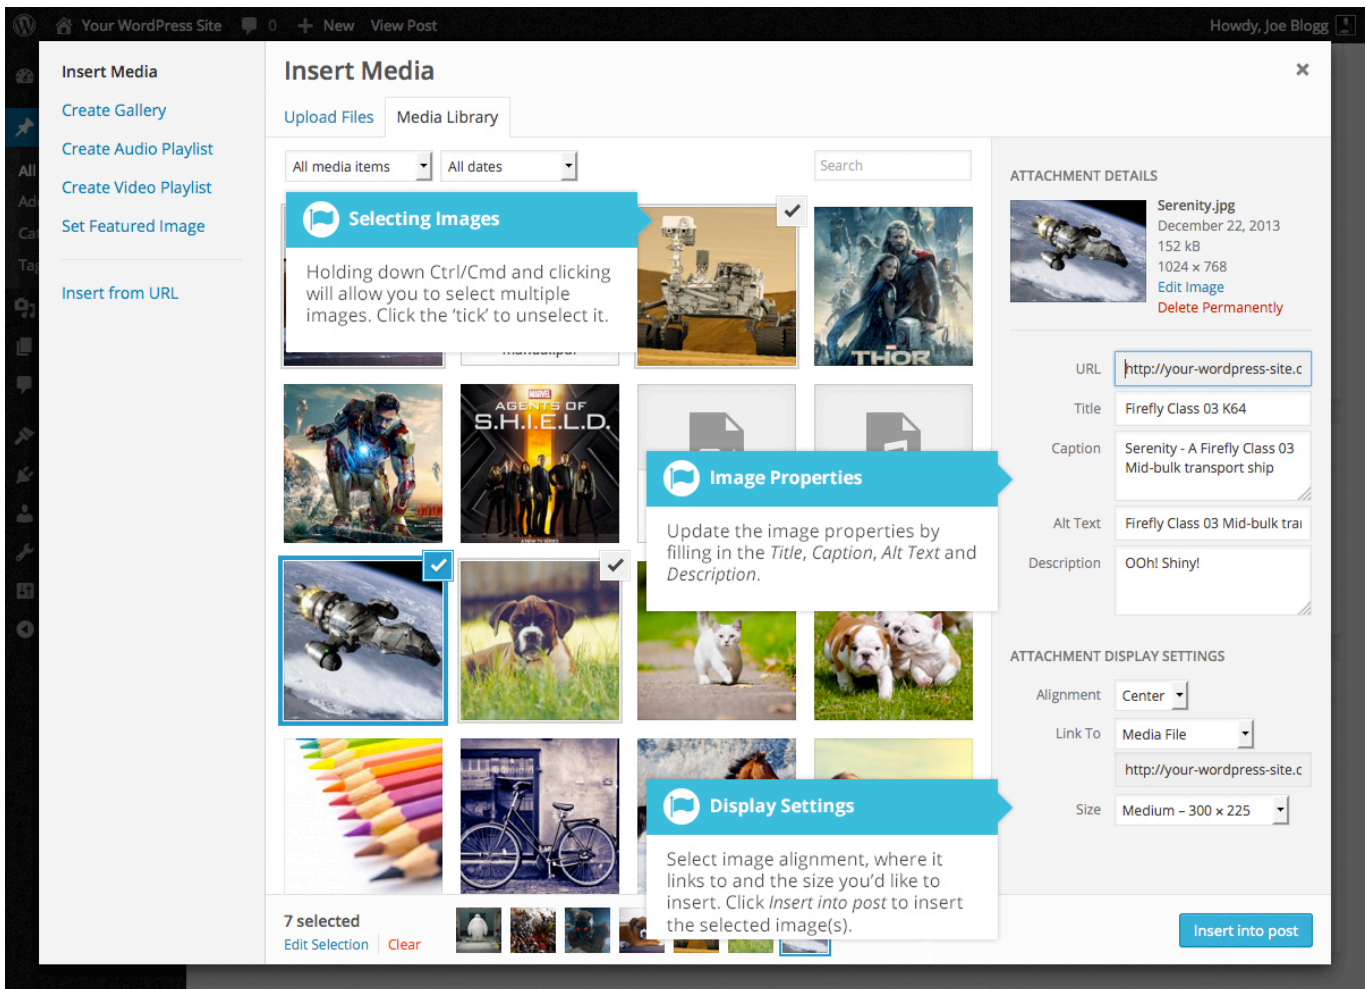 Your WordPress Site
0
New
View Post
Howdy, Joe Blogg
Insert Media
Create Gallery
Create Audio Playlist
Create Video Playlist
Set Featured Image
Insert from URL
All
Insert Media
Upload Files
Media Library
All media items
All dates
Search
Selecting Images
Holding down Ctrl/Cmd and clicking
will allow you to select multiple
images. Click the ‘tick’ to unselect it.
MARVEL
THOR
MARVEL
AGENTS OF
S.H.I.E.L.D.
Image Properties
Update the image properties by
filling in the Title, Caption, Alt Text and
Description.
Display Settings
Select image alignment, where it
links to and the size you’d like to
insert. Click Insert into post to insert
the selected image(s).
7 selected
Edit Selection
Clear
ATTACHMENT DETAILS
Serenity.jpg
December 22, 2013
152 kB
1024 × 768
Edit Image
Delete Permanently
URL
http://your-wordpress-site.c
Title
Firefly Class 03 K64
Caption
Serenity - A Firefly Class 03
Mid-bulk transport ship
Alt Text
Firefly Class 03 Mid-bulk tra
Description
OOh! Shiny!
ATTACHMENT DISPLAY SETTINGS
Alignment
Center
Link To
Media File
http://your-wordpress-site.c
Size
Medium – 300 × 225
Insert into post